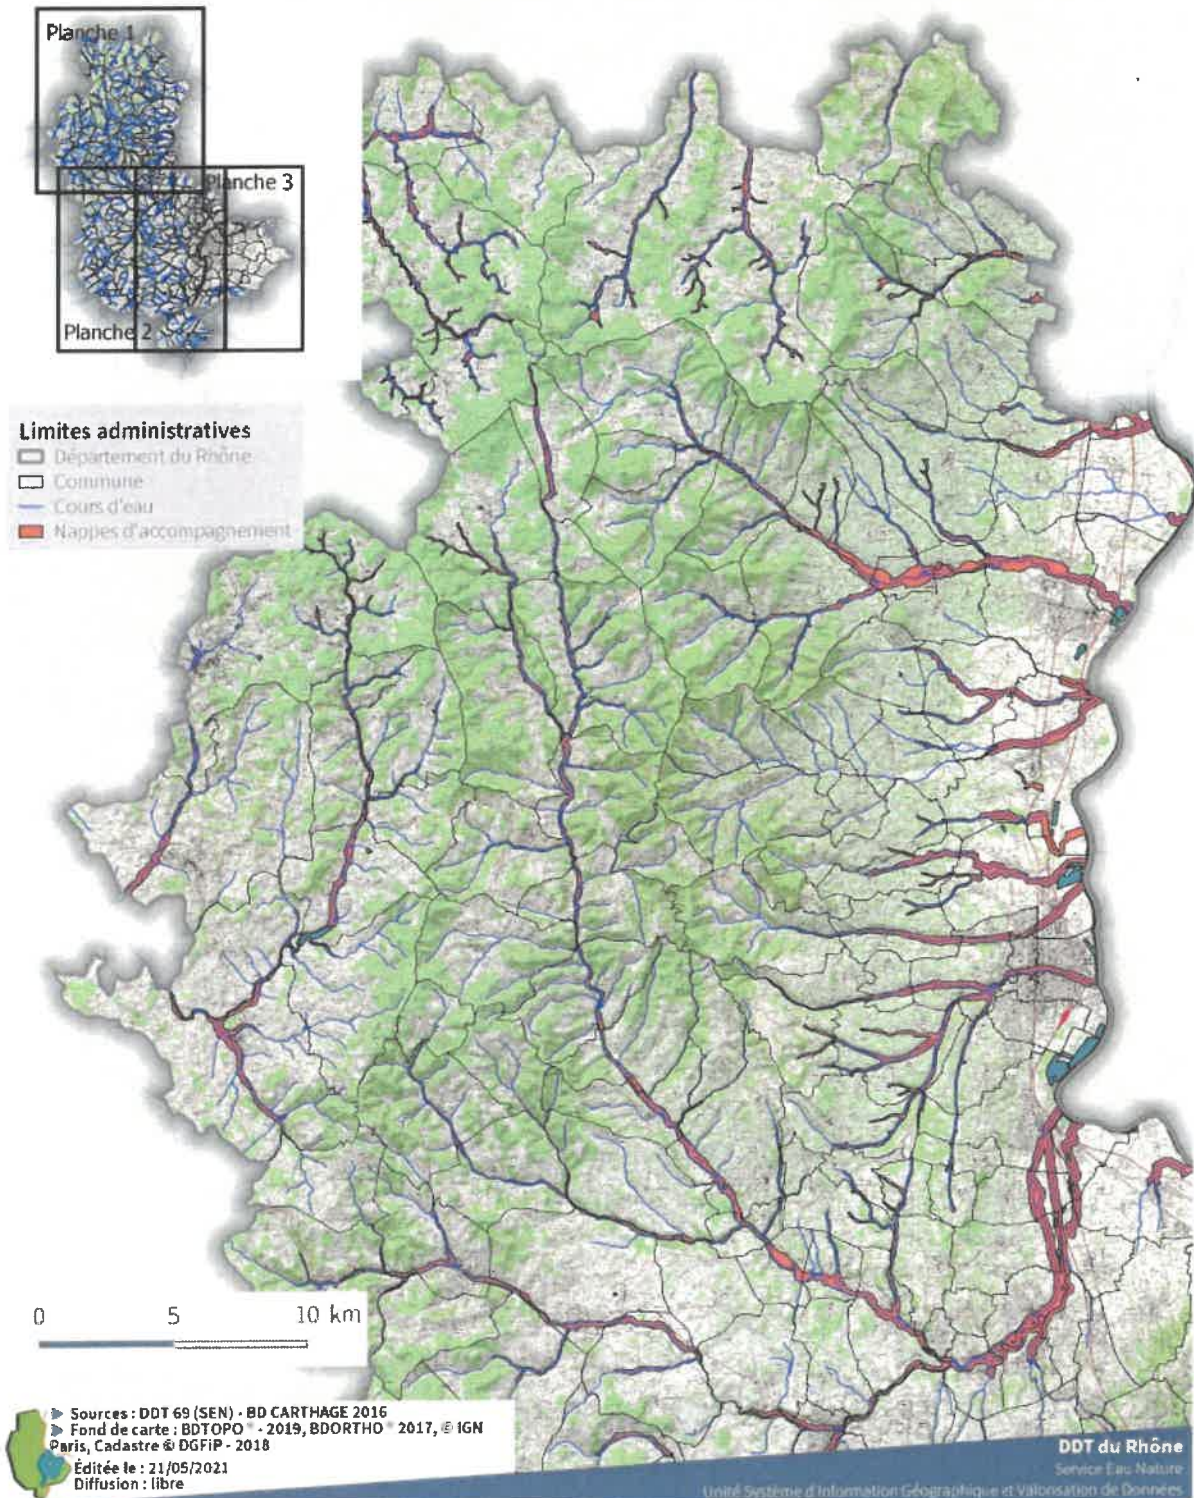 Planche 1
Planche 3
Planche 2
Limites administratives
Département du Rhône
Commune
Cours d'eau
Nappes d'accompagnement
0 5 10 km
Sources : DDT 69 (SEN) - BD CARTHAGE 2016
Fond de carte : BDTOPO ® - 2019, BDORTHO ® 2017, © IGN
Paris, Cadastre © DGFiP - 2018
Éditée le : 21/05/2021
Diffusion : libre
DDT du Rhône
Service Eau Nature
Unité Système d'Information Géographique et Valorisation de Données